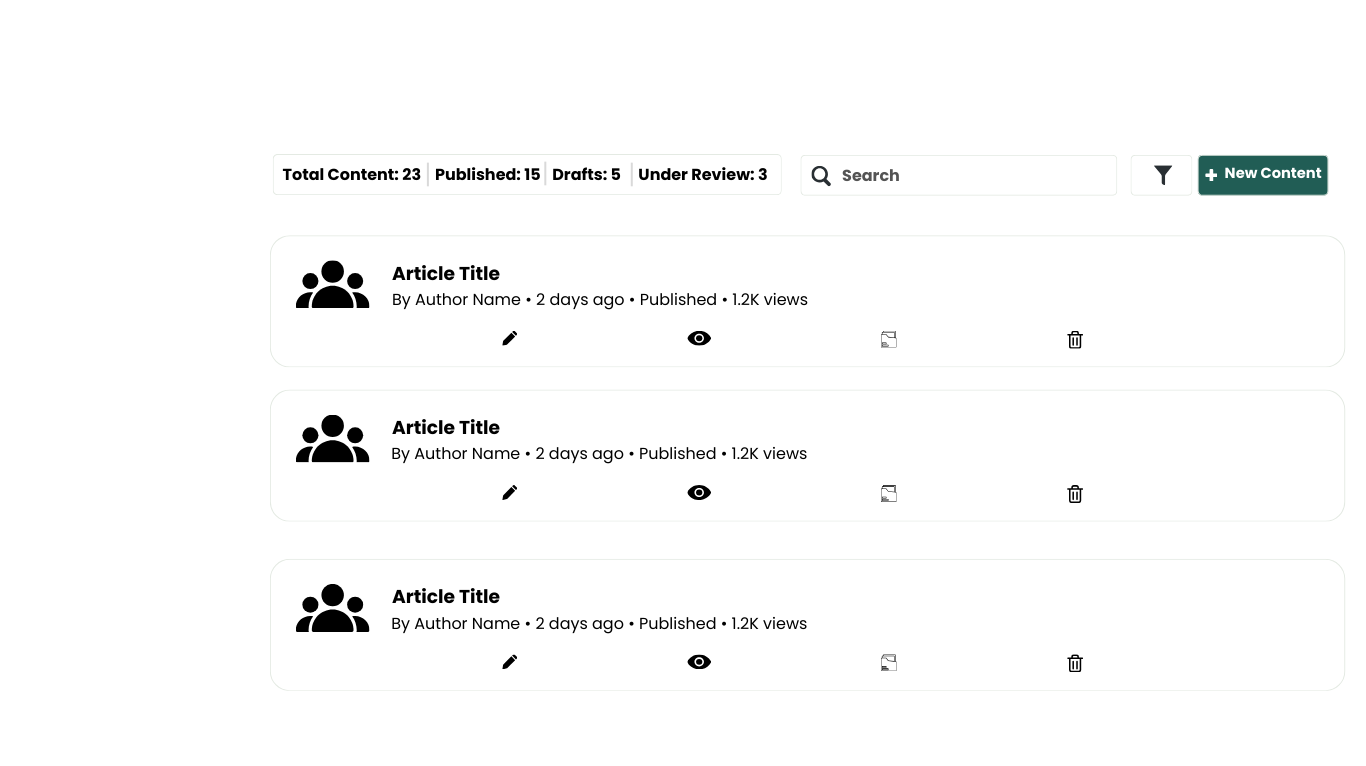 Total Content: 23 Published: 15 Drafts: 5 Under Review: 3 Search + New Content
Article Title
By Author Name • 2 days ago • Published • 1.2K views
Article Title
By Author Name • 2 days ago • Published • 1.2K views
Article Title
By Author Name • 2 days ago • Published • 1.2K views